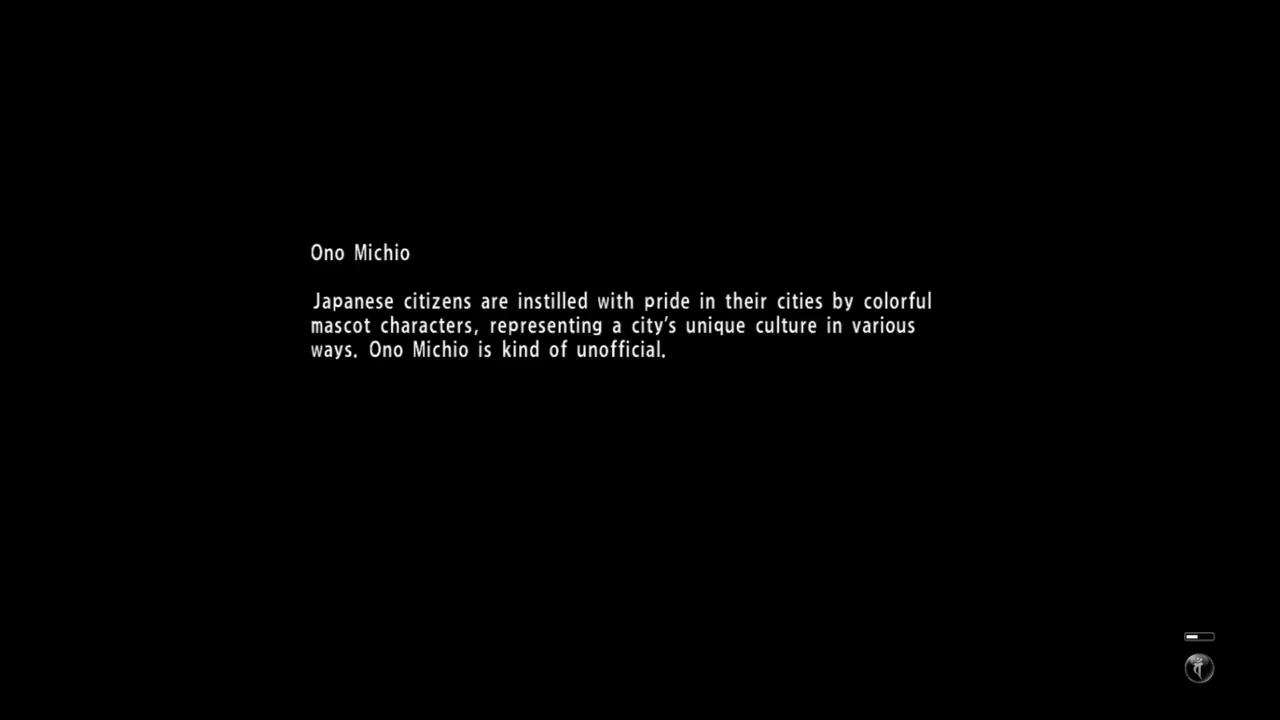 Ono Michio
Japanese citizens are instilled with pride in their cities by colorful
mascot characters, representing a city's unique culture in various
ways. Ono Michio is kind of unofficial.